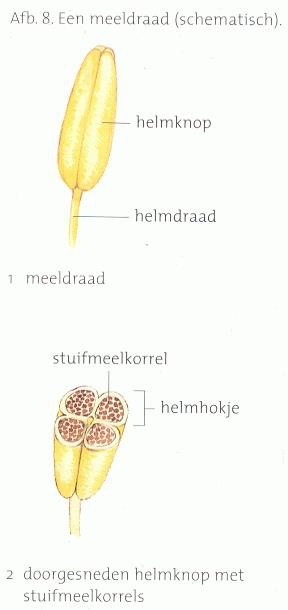 Afb. 8. Een meeldraad (schematisch).
helmknop
helmdraad
1 meeldraad
stuifmeelkorrel
helmhokje
2 doorgesneden helmknop met
stuifmeelkorrels